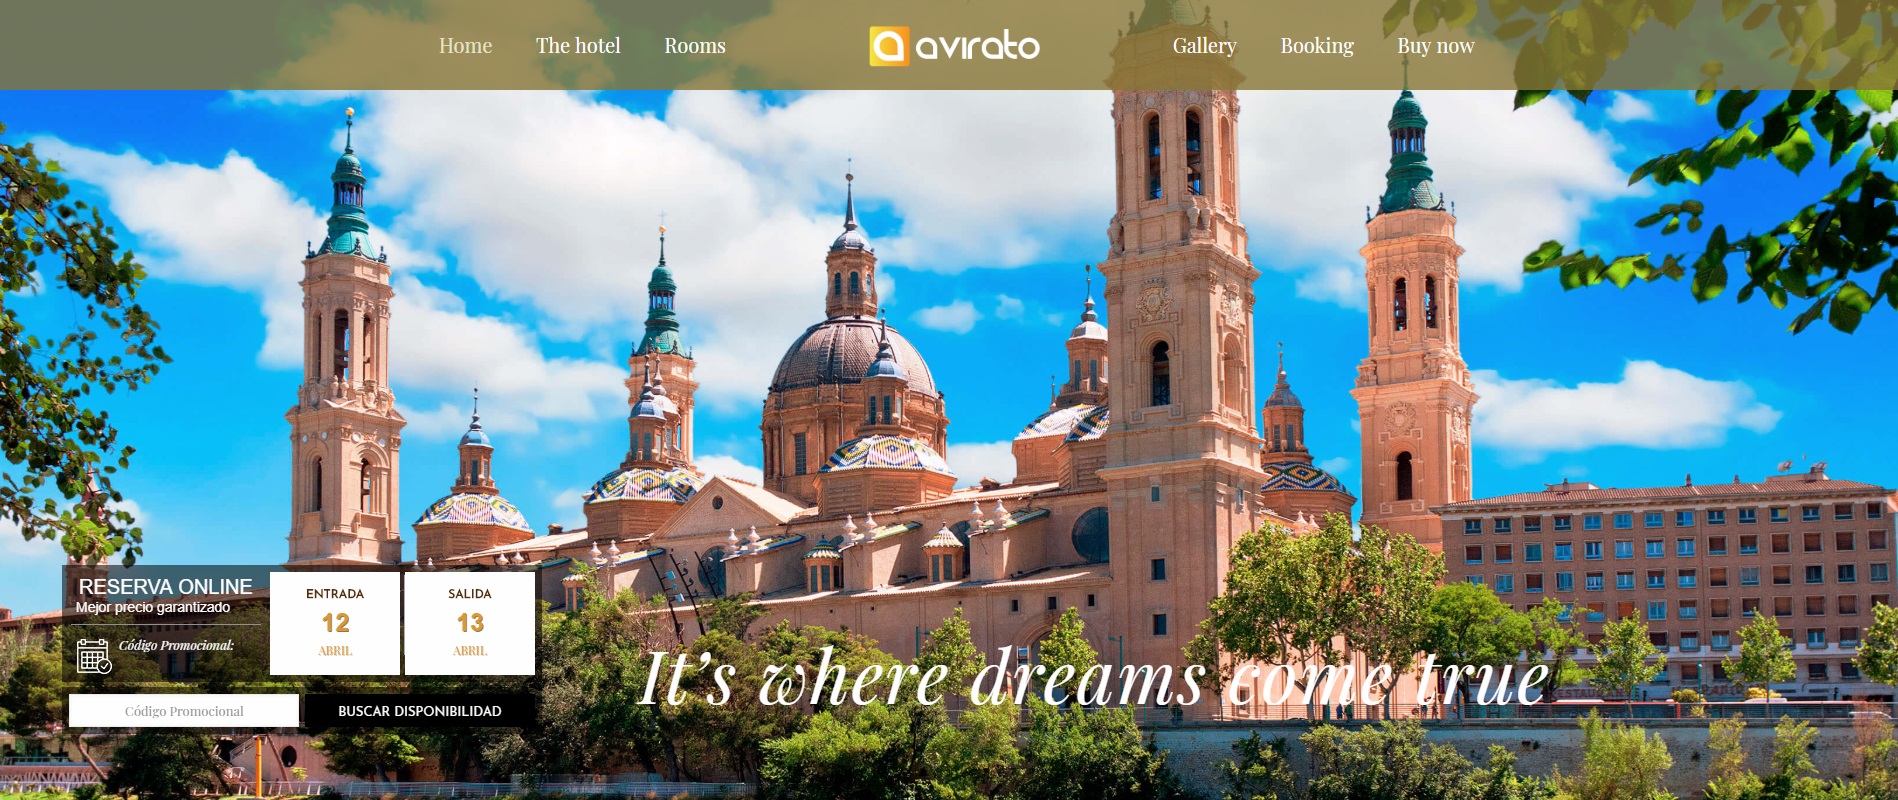 Home
The hotel
Rooms
avirato
Gallery
Booking
Buy now
RESERVA ONLINE
Mejor precio garantizado
Código Promocional:
ENTRADA
12
ABRIL
SALIDA
13
ABRIL
It's where dreams come true
Código Promocional
BUSCAR DISPONIBILIDAD